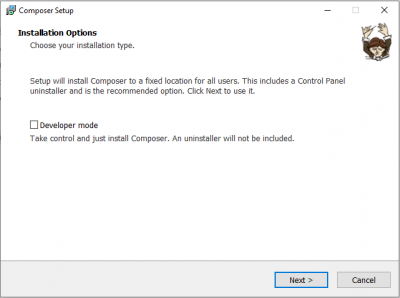 Composer Setup
Installation Options
Choose your installation type.
Setup will install Composer to a fixed location for all users. This includes a Control Panel
uninstaller and is the recommended option. Click Next to use it.
Developer mode
Take control and just install Composer. An uninstaller will not be included.
Next >
Cancel